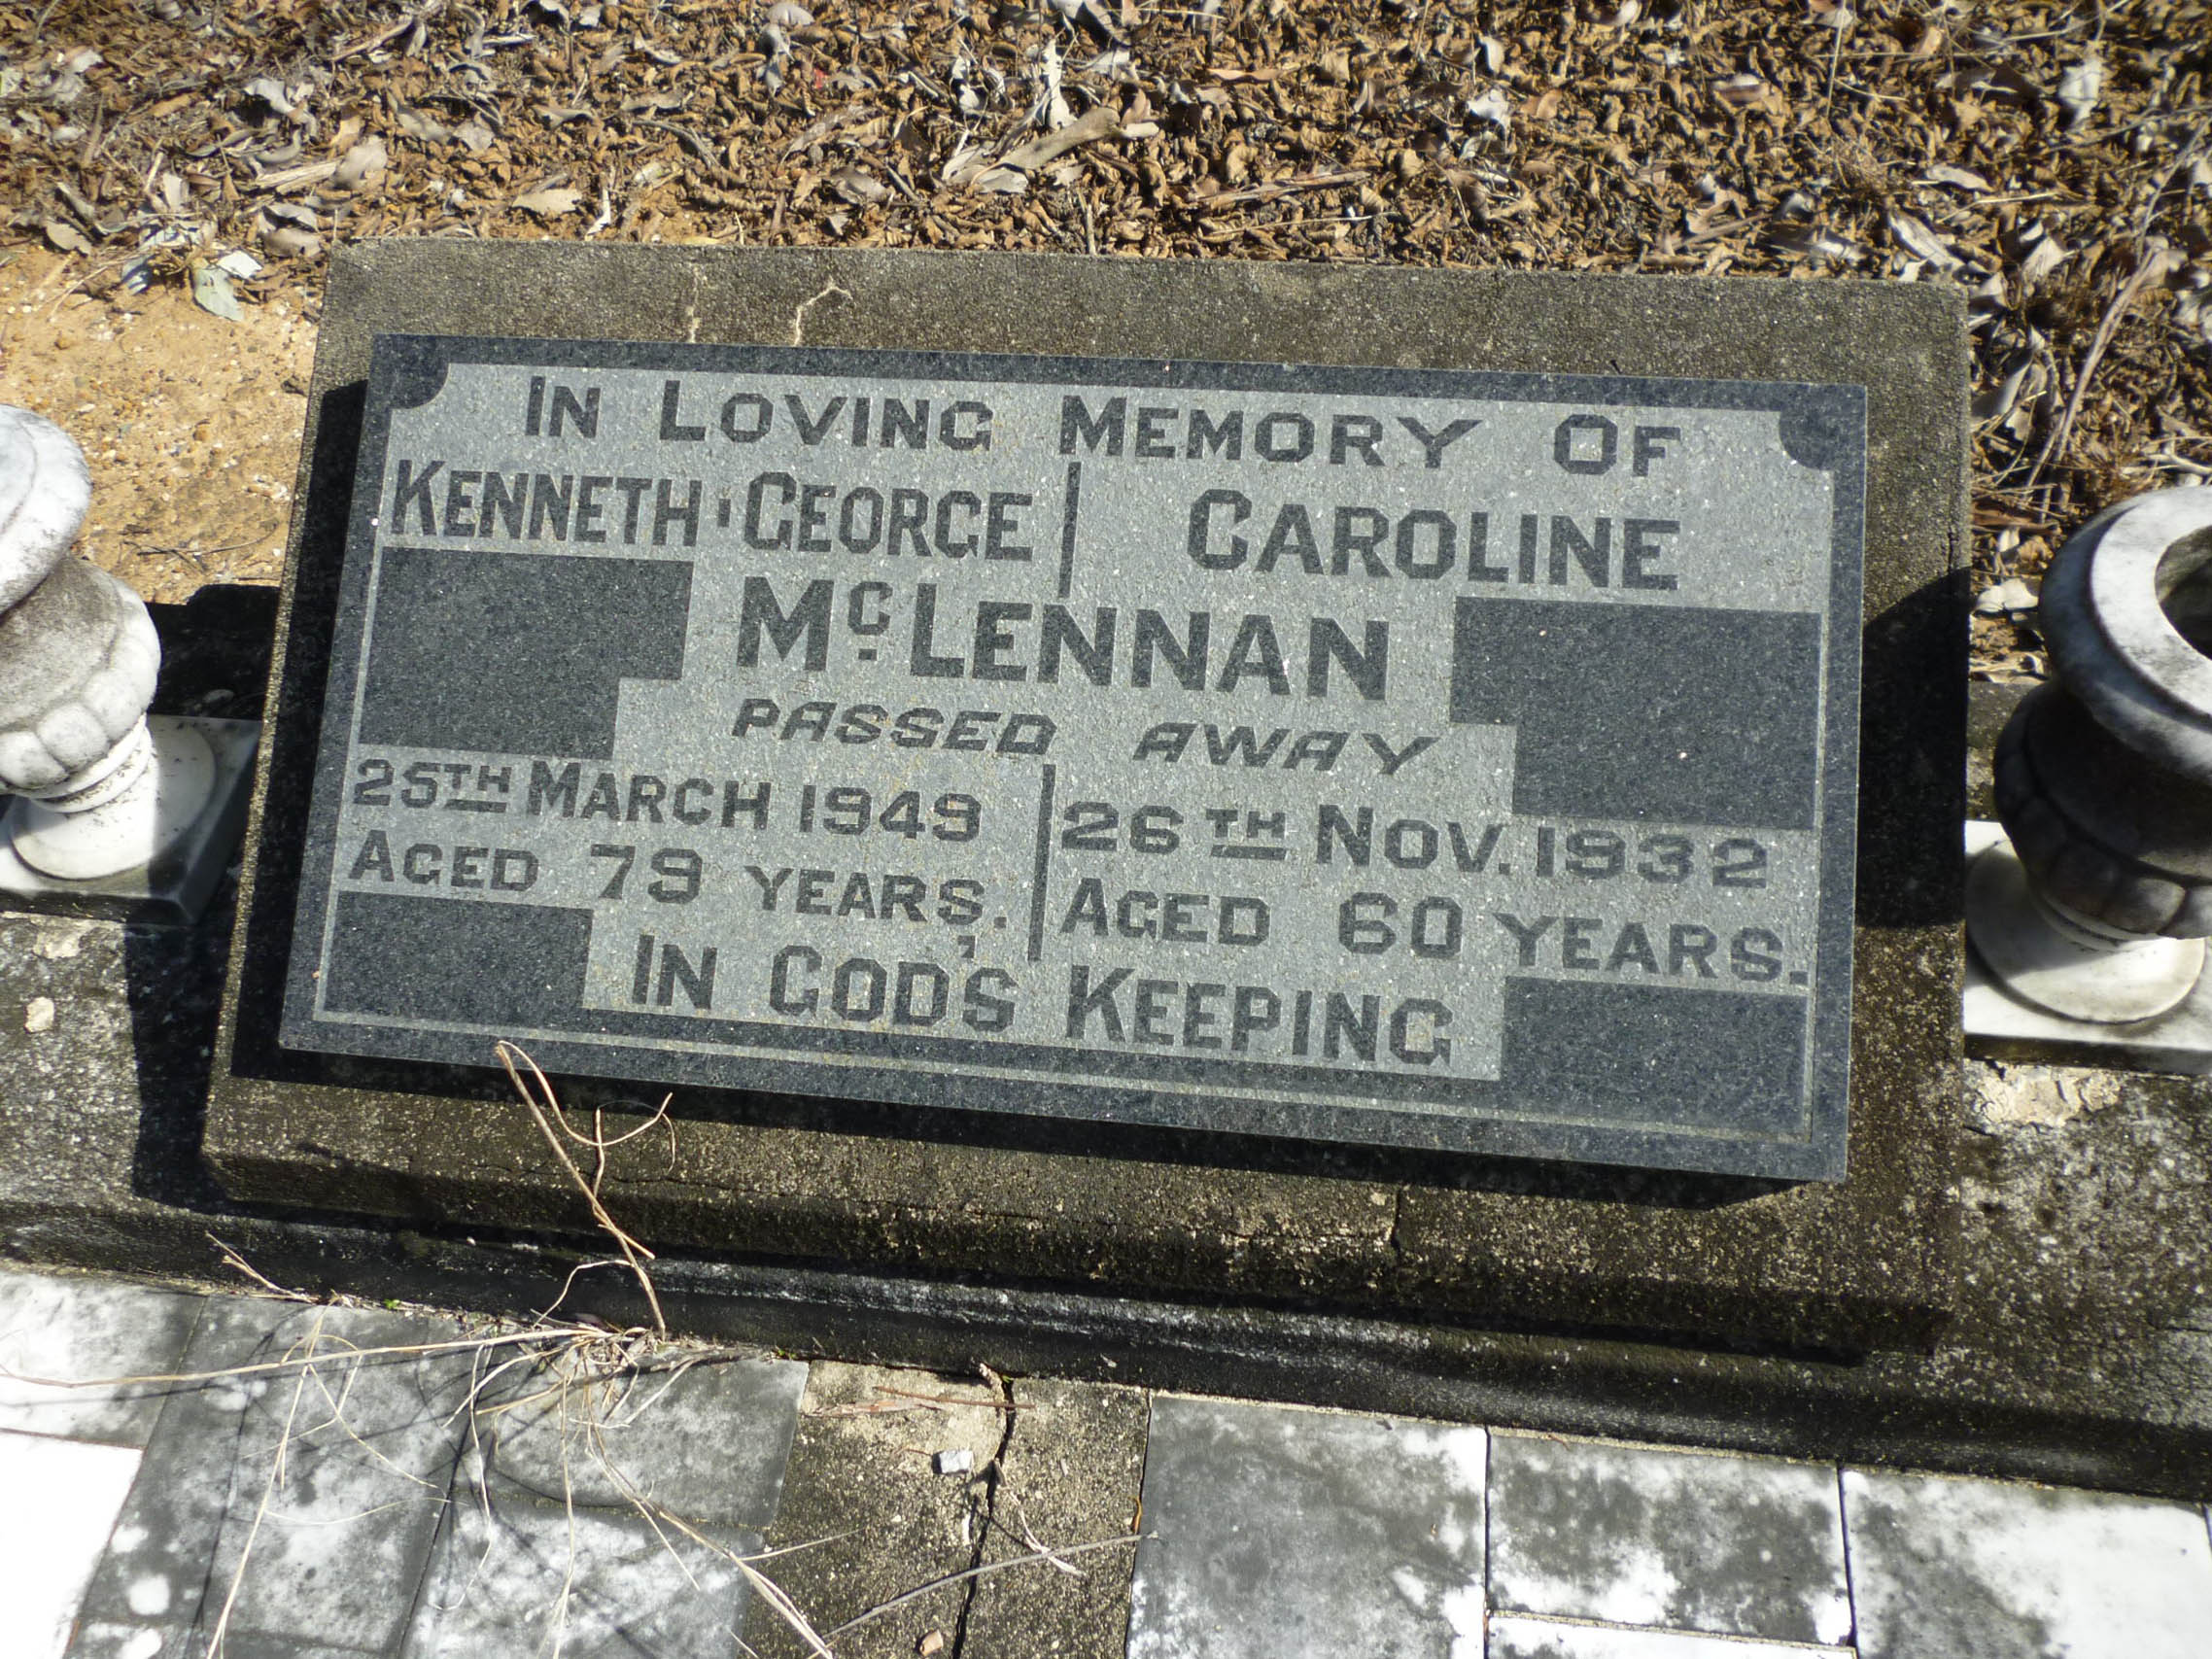 IN LOVING MEMORY OF
KENNETH GEORGE | CAROLINE
McLENNAN
PASSED AWAY
25TH MARCH 1949 | 26TH NOV. 1932
AGED 79 YEARS. | AGED 60 YEARS.
IN GOD'S KEEPING